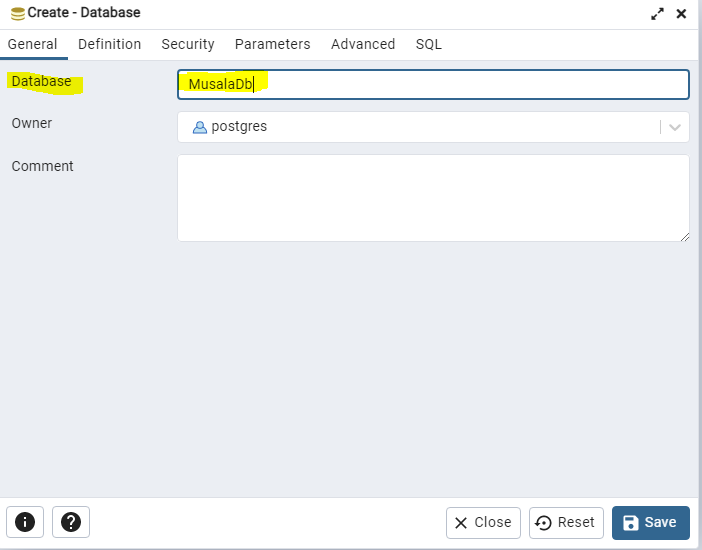 Create - Database
General Definition Security Parameters Advanced SQL
Database MusalaDb
Owner postgres
Comment
Close Reset Save